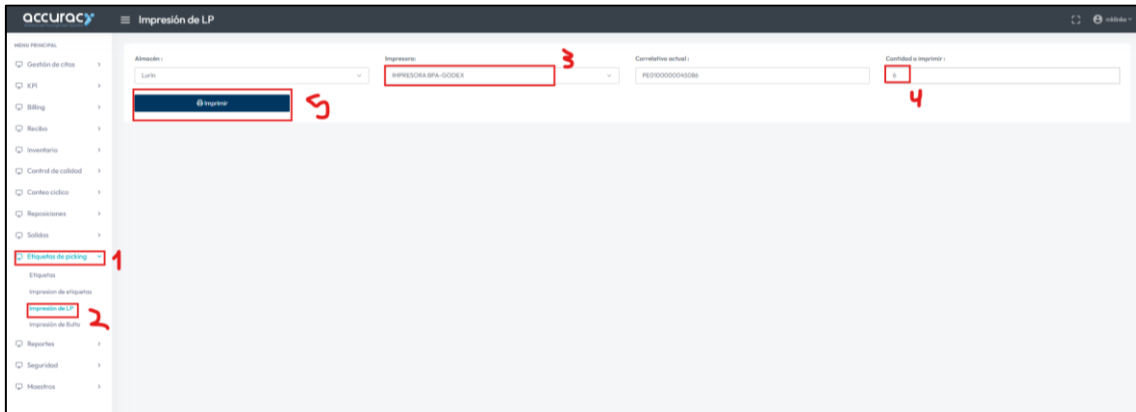 accuracy
Impresión de LP
mklinke
MENU PRINCIPAL
Gestión de citas
KPI
Billing
Recibo
Inventario
Control de calidad
Conteo cíclico
Reposiciones
Salidas
Etiquetas de picking
1
Etiquetas
Impresion de etiquetas
Impresión de LP
2
Impresión de Bulto
Reportes
Seguridad
Maestros
Almacén :
Lurin
Impresora:
IMPRESORA BPA-GODEX
3
Correlativo actual :
PE0100000045086
Cantidad a imprimir :
6
4
Imprimir
5